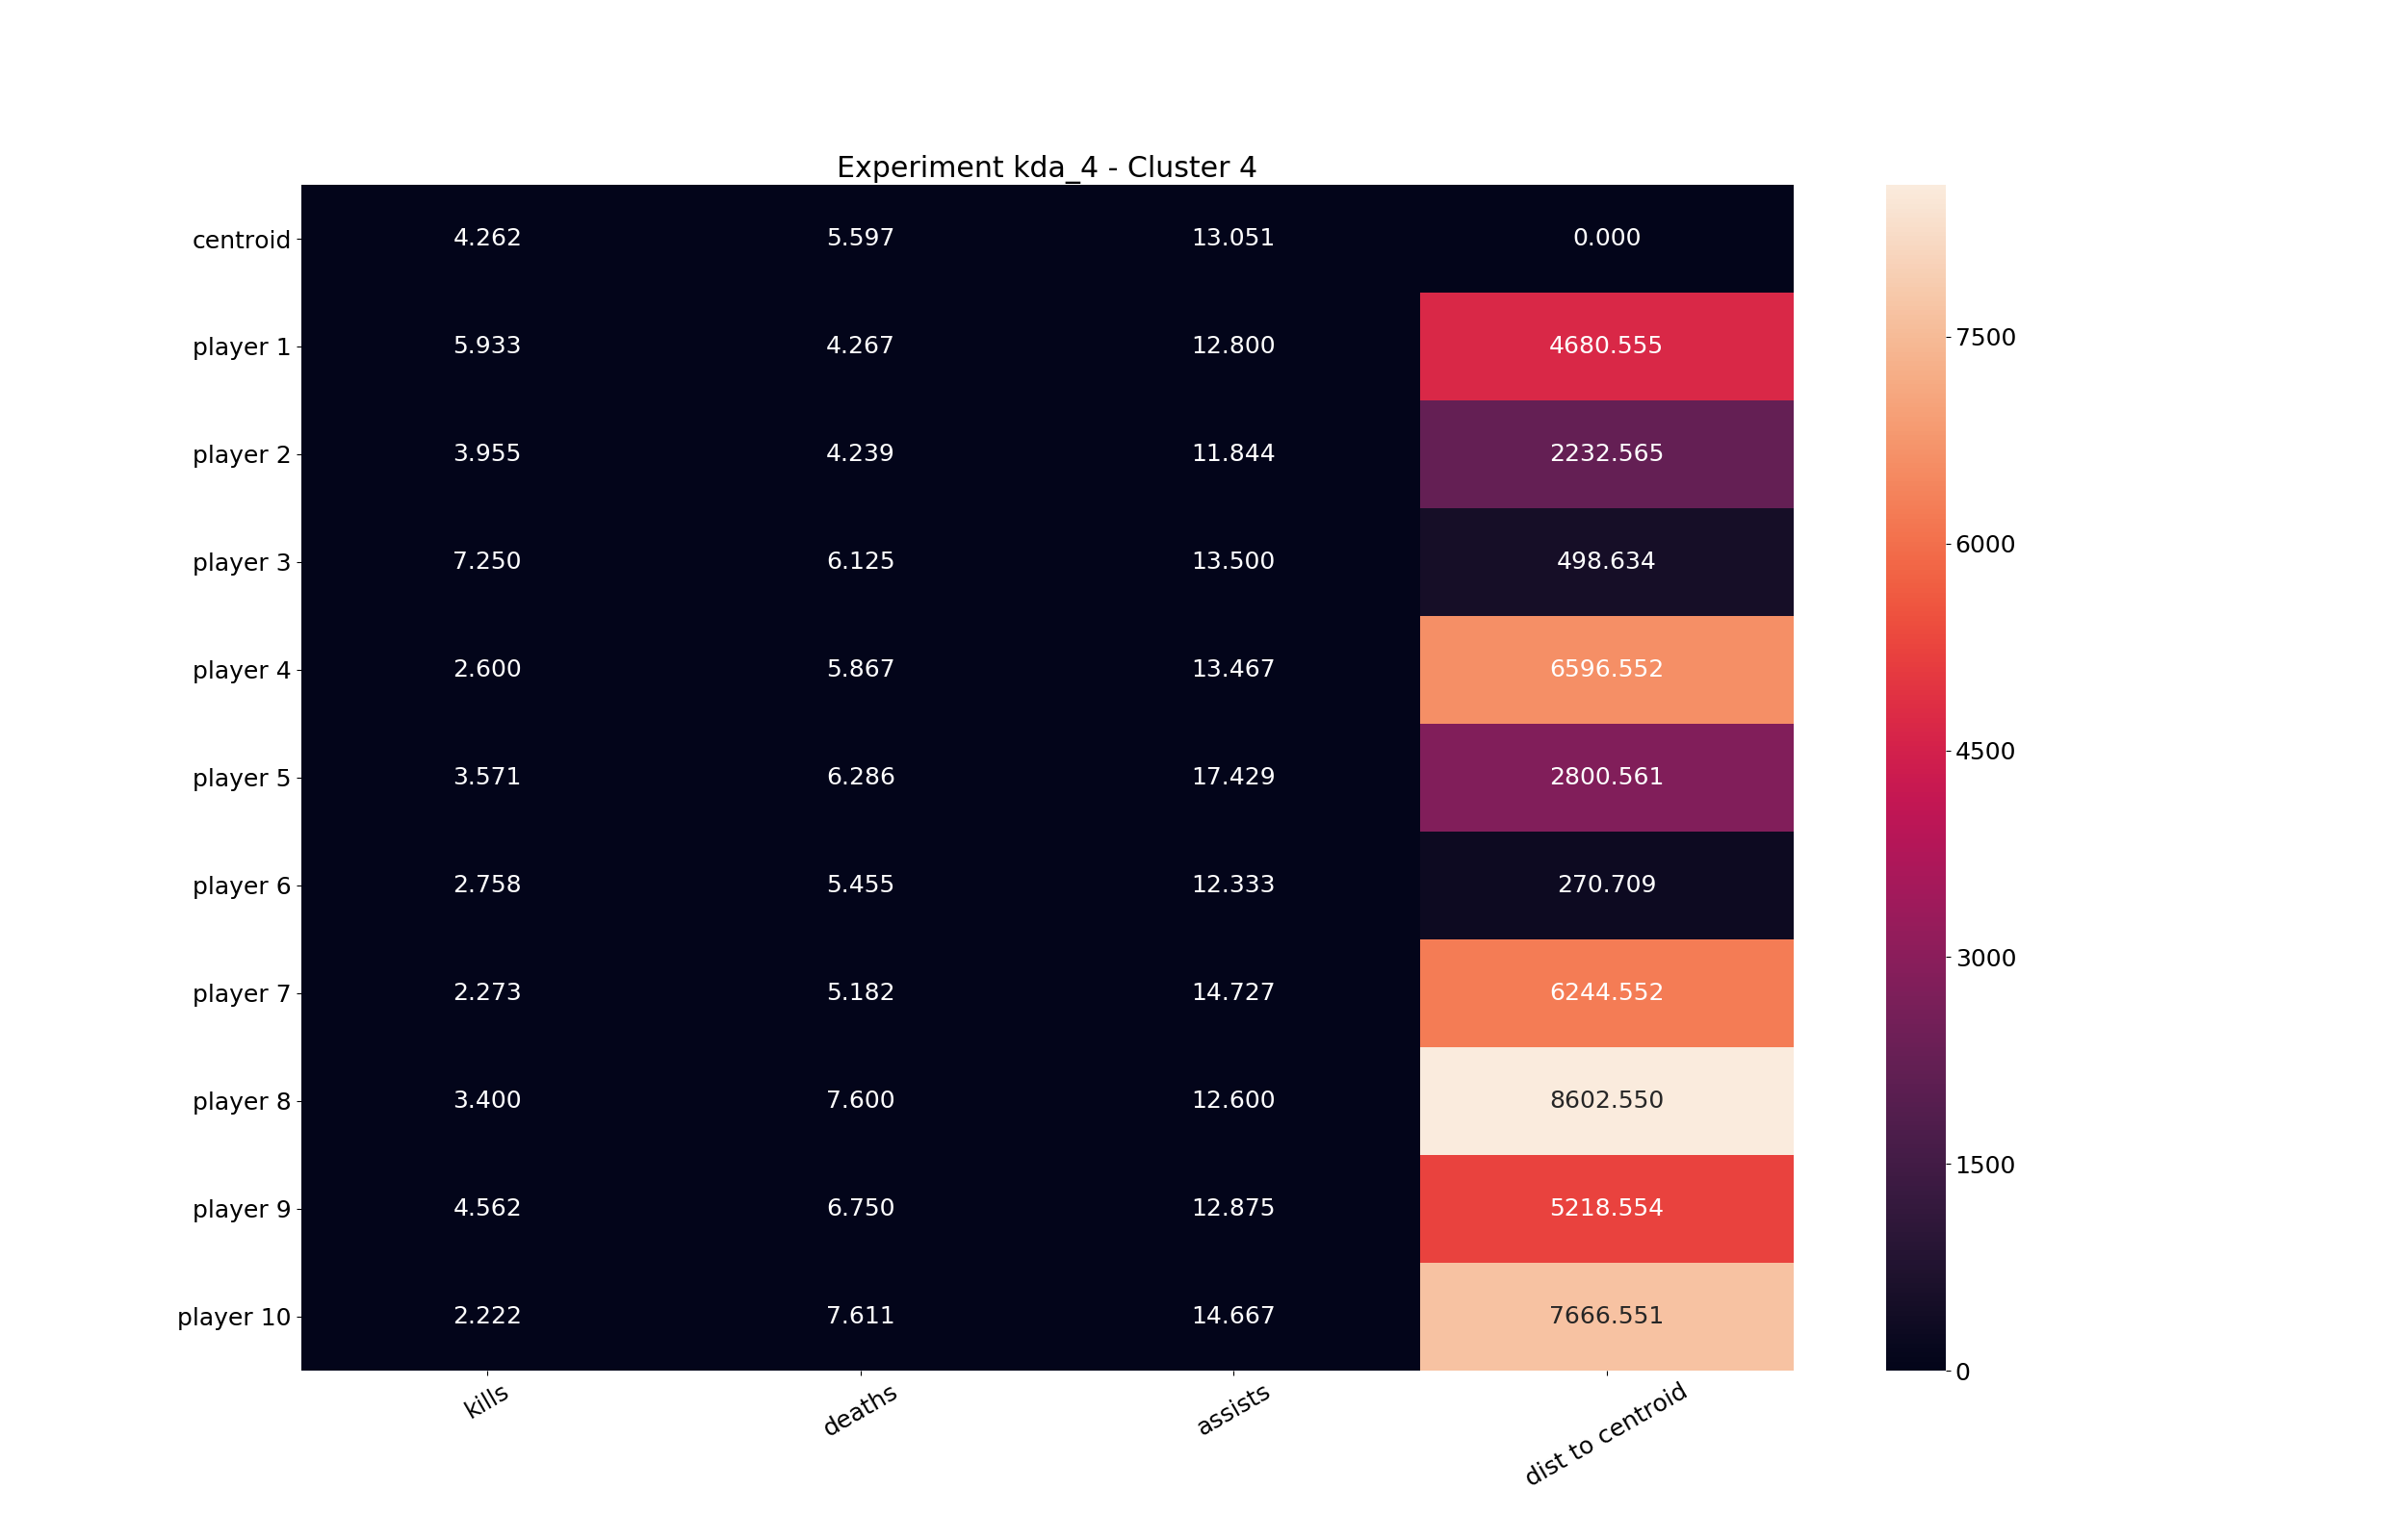 Experiment kda_4 - Cluster 4
centroid 4.262 5.597 13.051 0.000
player 1 5.933 4.267 12.800 4680.555
player 2 3.955 4.239 11.844 2232.565
player 3 7.250 6.125 13.500 498.634
player 4 2.600 5.867 13.467 6596.552
player 5 3.571 6.286 17.429 2800.561
player 6 2.758 5.455 12.333 270.709
player 7 2.273 5.182 14.727 6244.552
player 8 3.400 7.600 12.600 8602.550
player 9 4.562 6.750 12.875 5218.554
player 10 2.222 7.611 14.667 7666.551
kills deaths assists dist to centroid
7500
6000
4500
3000
1500
0